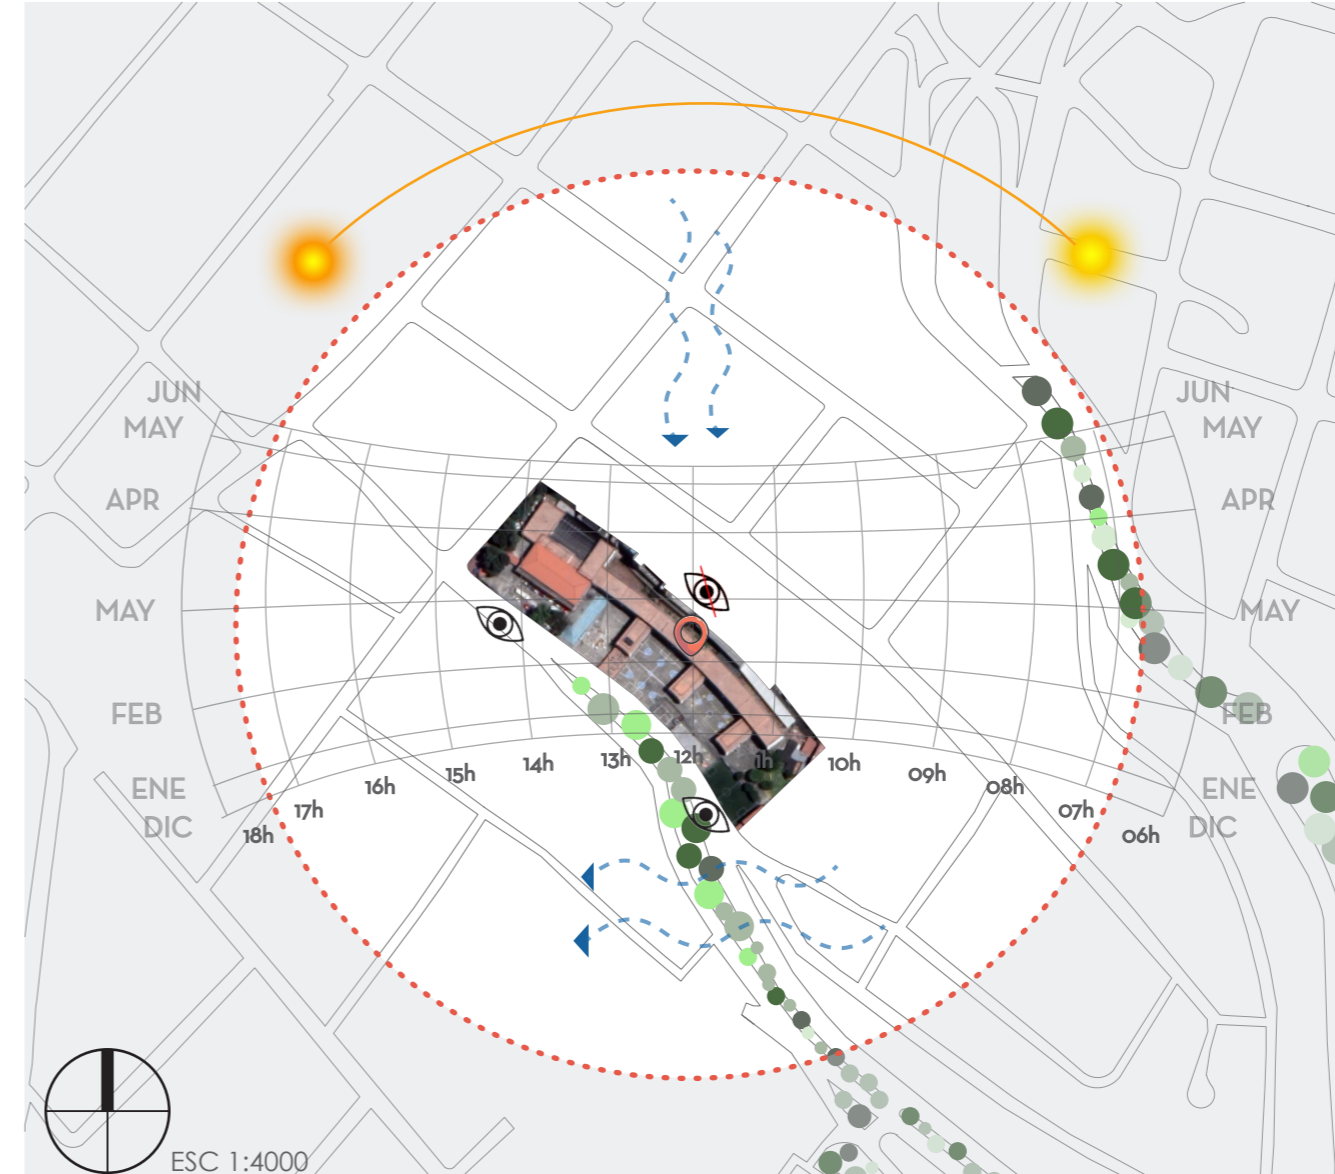 JUN
JUN
MAY
MAY
APR
APR
MAY
MAY
FEB
FEB
ENE
ENE
DIC
DIC
18h
17h
16h
15h
14h
13h
12h
11h
10h
09h
08h
07h
06h
ESC 1:4000